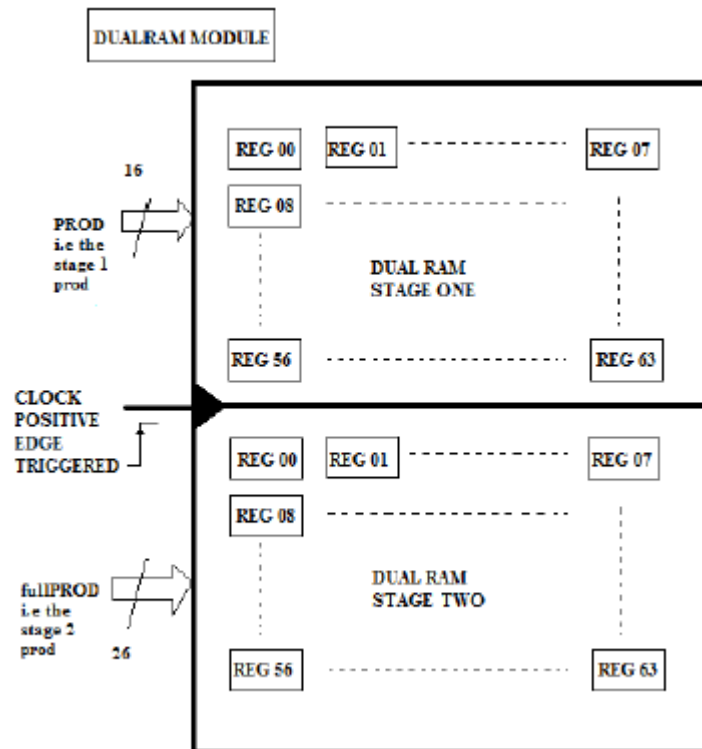 DUALRAM MODULE
REG 00
REG 01
REG 07
16
REG 08
PROD
i.e the
stage 1
prod
DUAL RAM
STAGE ONE
REG 56
REG 63
CLOCK
POSITIVE
EDGE
TRIGGERED
REG 00
REG 01
REG 07
REG 08
fullPROD
i.e the
stage 2
prod
26
DUAL RAM
STAGE TWO
REG 56
REG 63